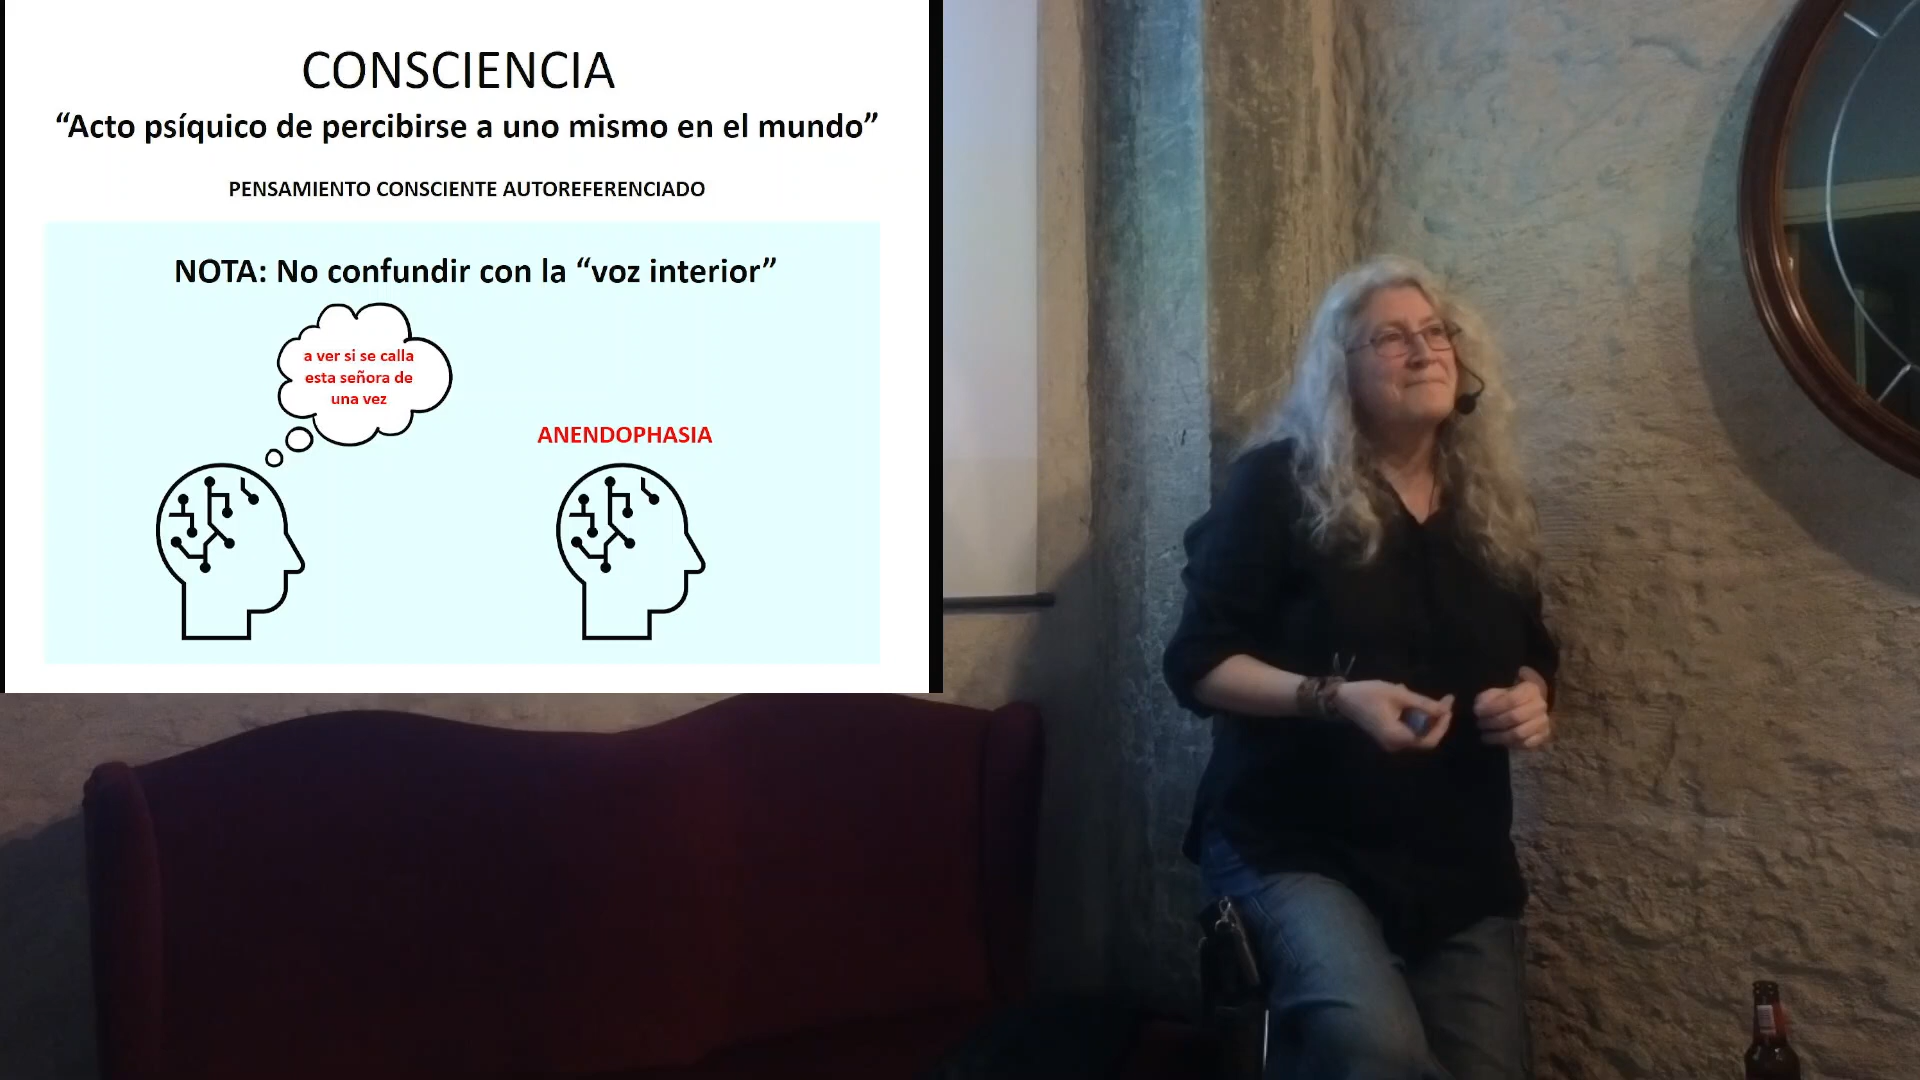 CONSCIENCIA
“Acto psíquico de percibirse a uno mismo en el mundo”
PENSAMIENTO CONSCIENTE AUTOREFERENCIADO
NOTA: No confundir con la “voz interior”
a ver si se calla
esta señora de
una vez
ANENDOPHASIA